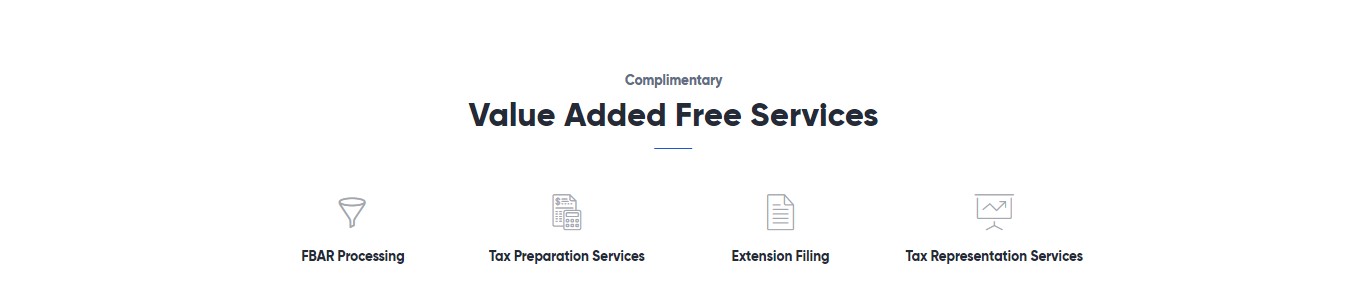 Complimentary
Value Added Free Services
FBAR Processing
Tax Preparation Services
Extension Filing
Tax Representation Services